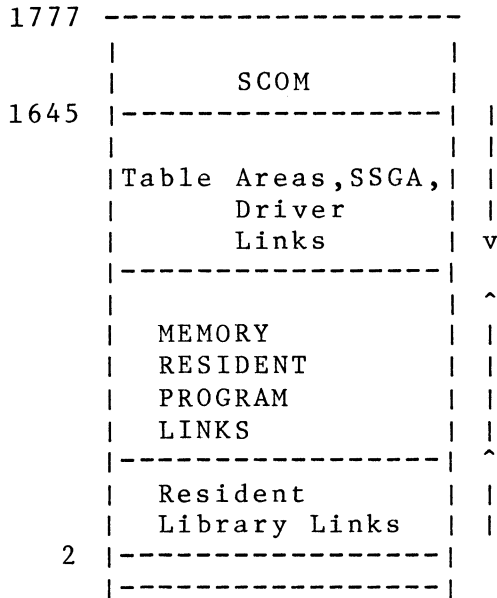 1777 -------------------
| |
| SCOM |
1645 |-----------------| |
| | |
|Table Areas,SSGA,| |
| Driver | |
| Links | v
|-----------------|
| | ^
| MEMORY | |
| RESIDENT | |
| PROGRAM | |
| LINKS | |
|-----------------| ^
| Resident | |
| Library Links | |
2 |-----------------|
|-----------------|